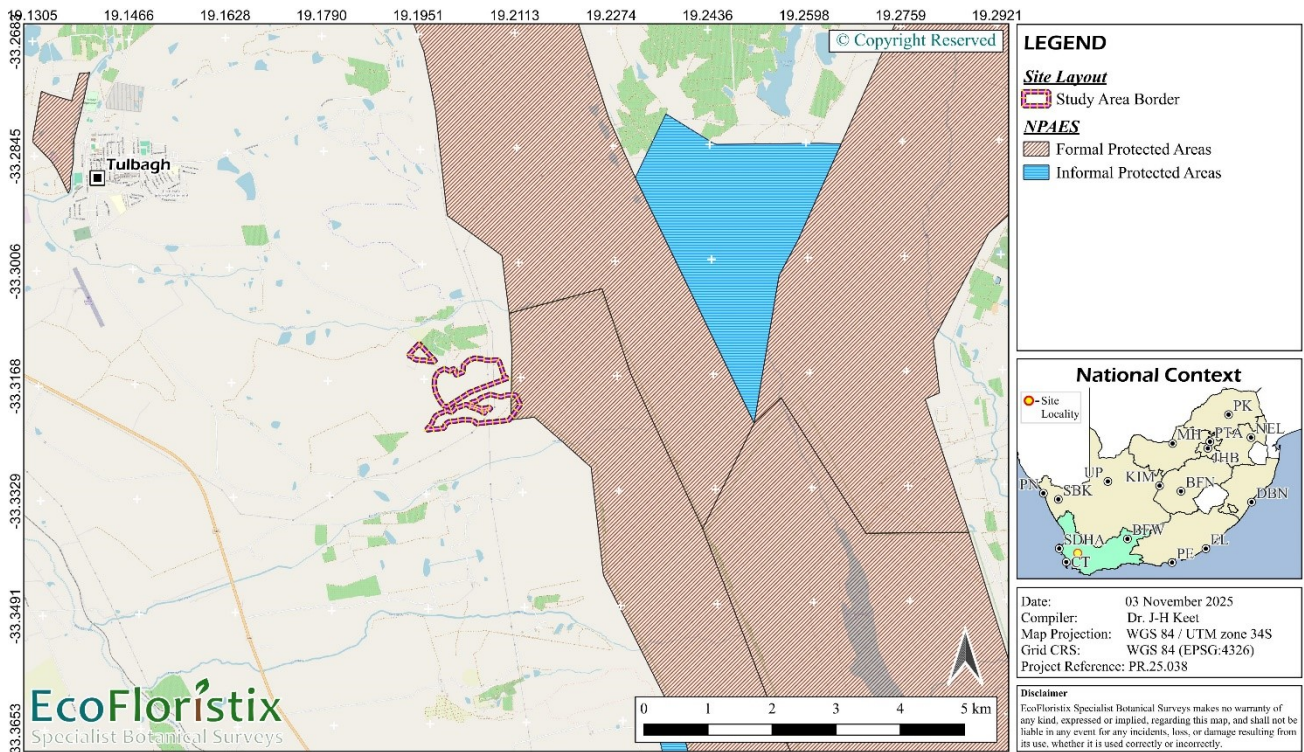 19.1305 19.1466 19.1628 19.1790 19.1951 19.2113 19.2274 19.2436 19.2598 19.2759 19.2921
-33.2683
-33.2845
-33.3006
-33.3168
-33.3329
-33.3491
-33.3653
© Copyright Reserved
Tulbagh
EcoFloristix
Specialist Botanical Surveys
0 1 2 3 4 5 km
LEGEND
Site Layout
Study Area Border
NPAES
Formal Protected Areas
Informal Protected Areas
National Context
- Site
Locality
PK
MH PTA NEL
JHB
UP KIM BFN
PN SBK DBN
SDHA BFW EL
CT PE
Date: 03 November 2025
Compiler: Dr. J-H Keet
Map Projection: WGS 84 / UTM zone 34S
Grid CRS: WGS 84 (EPSG:4326)
Project Reference: PR.25.038
Disclaimer
EcoFloristix Specialist Botanical Surveys makes no warranty of
any kind, expressed or implied, regarding this map, and shall not be
liable in any event for any incidents, loss, or damage resulting from
its use, whether it is used correctly or incorrectly.